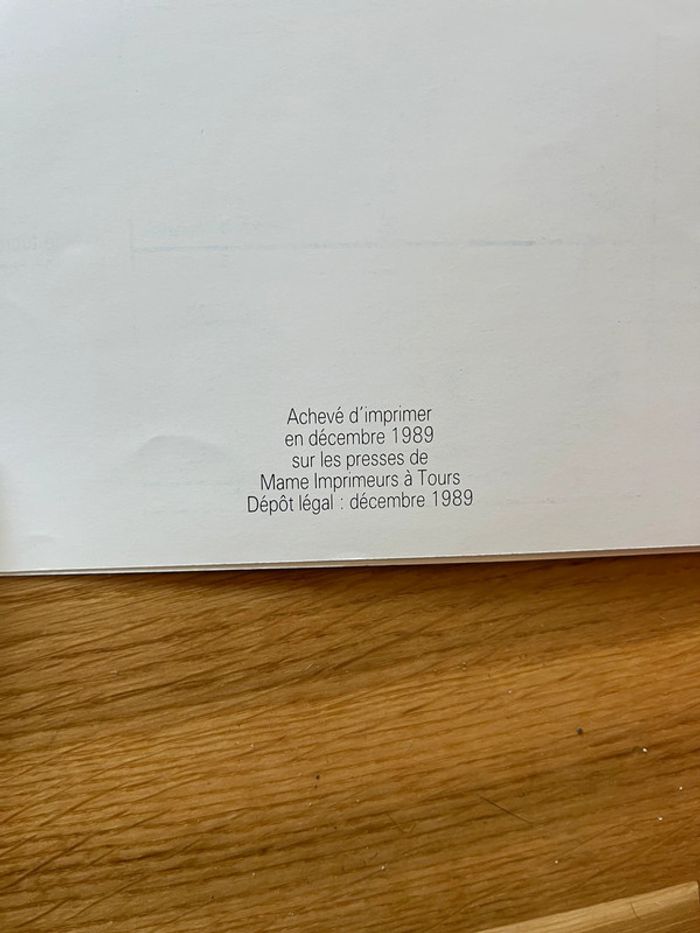 Achevé d'imprimer
en décembre 1989
sur les presses de
Mame Imprimeurs à Tours
Dépôt légal : décembre 1989